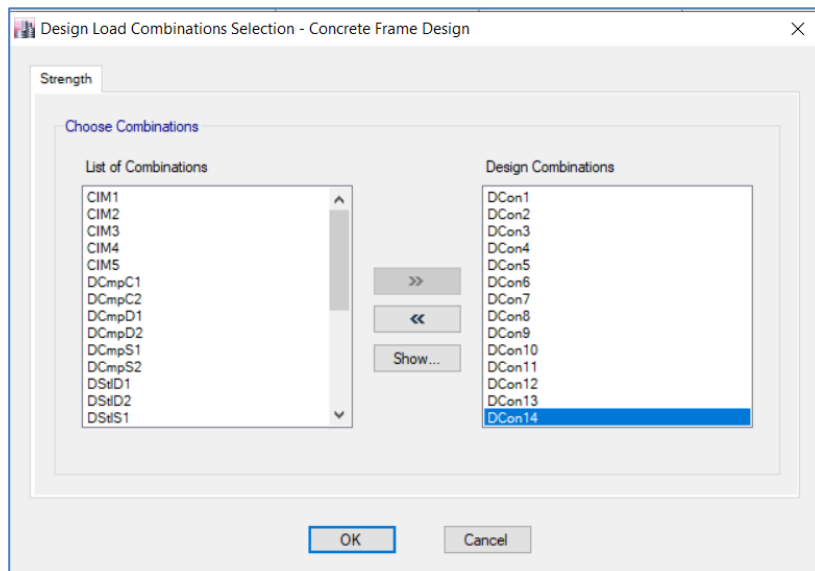 Design Load Combinations Selection - Concrete Frame Design
Strength
Choose Combinations
List of Combinations
CIM1
CIM2
CIM3
CIM4
CIM5
DCmpC1
DCmpC2
DCmpD1
DCmpD2
DCmpS1
DCmpS2
DStlD1
DStlD2
DStlS1
>>
<<
Show...
Design Combinations
DCon1
DCon2
DCon3
DCon4
DCon5
DCon6
DCon7
DCon8
DCon9
DCon10
DCon11
DCon12
DCon13
DCon14
OK
Cancel